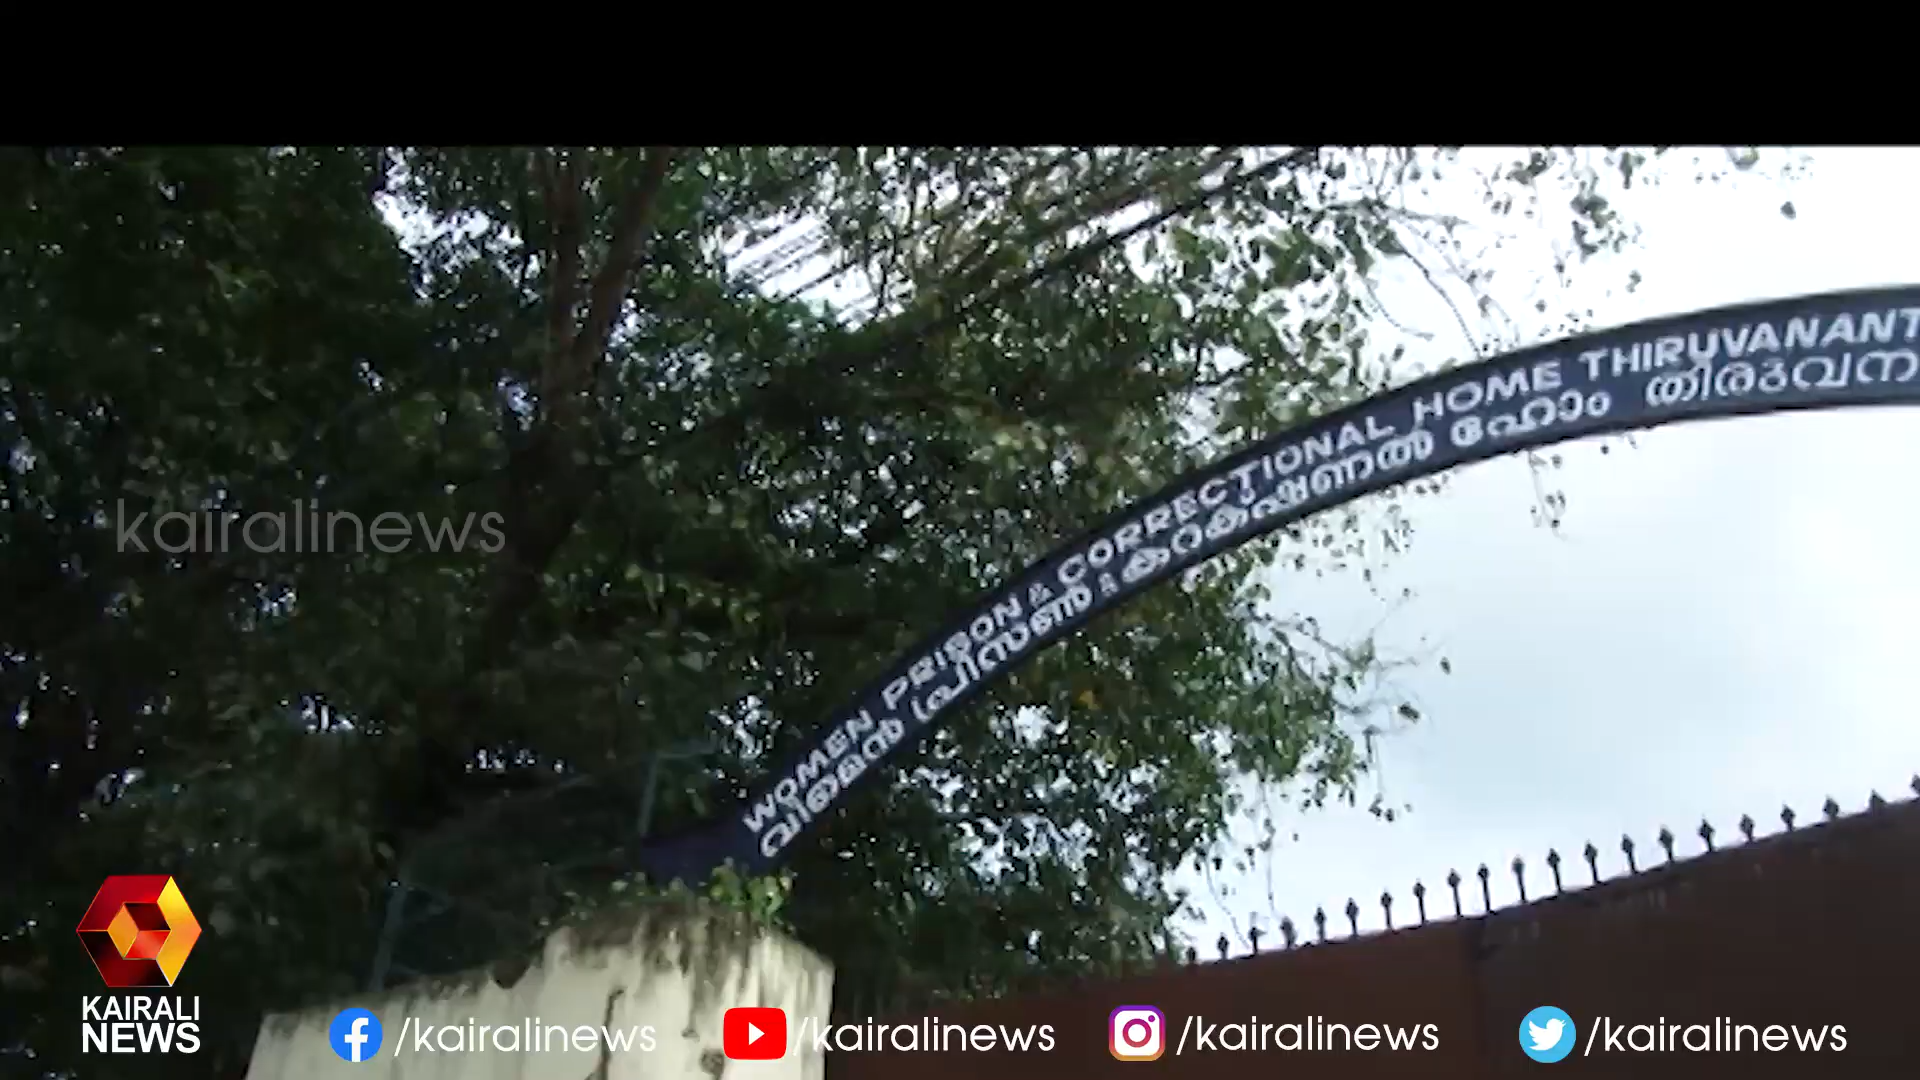 WOMEN PRISON & CORRECTIONAL HOME THIRUVANANT
വിമെൻ പ്രിസൺ & കറക്ഷണൽ ഹോം തിരുവന
kairalinews
KAIRALI
NEWS
/kairalinews
/kairalinews
/kairalinews
/kairalinews